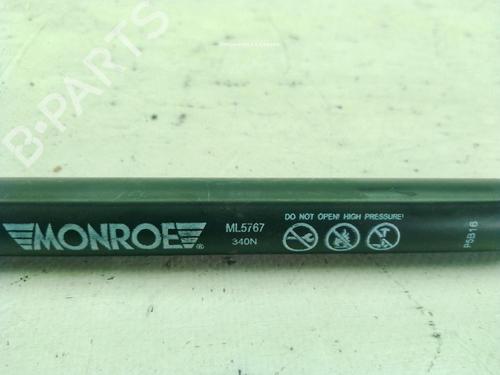 B-PARTS
MONROE®
ML5767
340N
DO NOT OPEN! HIGH PRESSURE!
P5B16